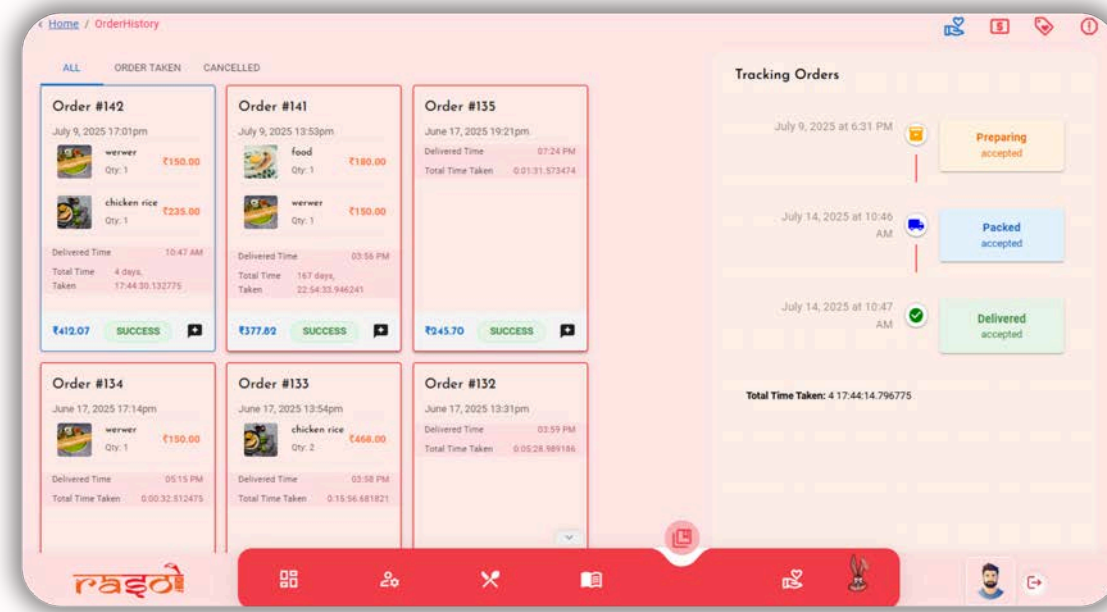 ‹ Home / OrderHistory
ALL ORDER TAKEN CANCELLED
Order #142
July 9, 2025 17:01pm
werwer
Qty: 1
₹150.00
chicken rice
Qty: 1
₹235.00
Delivered Time 10:47 AM
Total Time Taken 4 days, 17:44:30.132775
₹412.07 SUCCESS
Order #141
July 9, 2025 13:53pm
food
Qty: 1
₹180.00
werwer
Qty: 1
₹150.00
Delivered Time 03:56 PM
Total Time Taken 167 days, 22:54:33.946241
₹377.82 SUCCESS
Order #135
June 17, 2025 19:21pm
Delivered Time 07:24 PM
Total Time Taken 0:01:31.573474
₹245.70 SUCCESS
Order #134
June 17, 2025 17:14pm
werwer
Qty: 1
₹150.00
Delivered Time 05:15 PM
Total Time Taken 0:00:32.512475
Order #133
June 17, 2025 13:54pm
chicken rice
Qty: 2
₹468.00
Delivered Time 03:58 PM
Total Time Taken 0:15:56.681821
Order #132
June 17, 2025 13:31pm
Delivered Time 03:59 PM
Total Time Taken 0:05:28.989186
Tracking Orders
July 9, 2025 at 6:31 PM
Preparing
accepted
July 14, 2025 at 10:46
AM
Packed
accepted
July 14, 2025 at 10:47
AM
Delivered
accepted
Total Time Taken: 4 17:44:14.796775